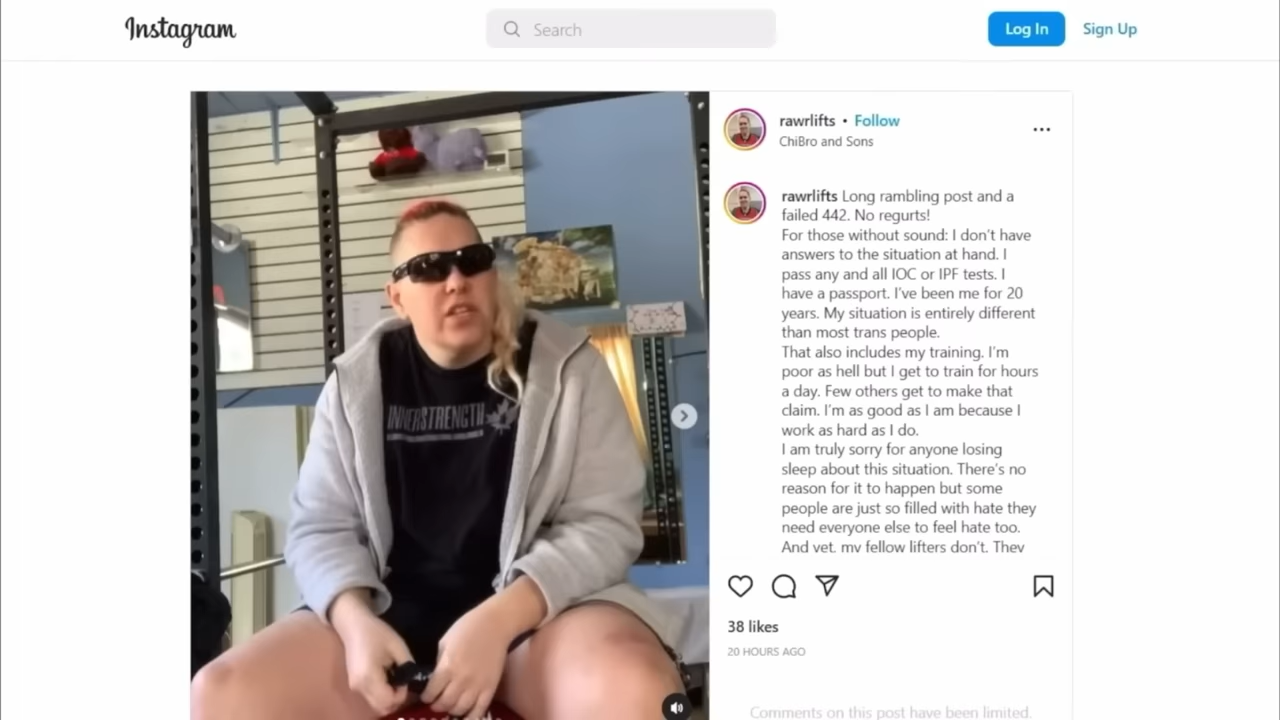 Instagram
Search
Log In
Sign Up
rawrlifts • Follow
ChiBro and Sons
rawrlifts Long rambling post and a
failed 442. No regurts!
For those without sound: I don't have
answers to the situation at hand. I
pass any and all IOC or IPF tests. I
have a passport. I've been me for 20
years. My situation is entirely different
than most trans people.
That also includes my training. I'm
poor as hell but I get to train for hours
a day. Few others get to make that
claim. I'm as good as I am because I
work as hard as I do.
I am truly sorry for anyone losing
sleep about this situation. There's no
reason for it to happen but some
people are just so filled with hate they
need everyone else to feel hate too.
And yet, my fellow lifters don't. They
INNERSTRENGTH
38 likes
20 HOURS AGO
Comments on this post have been limited.